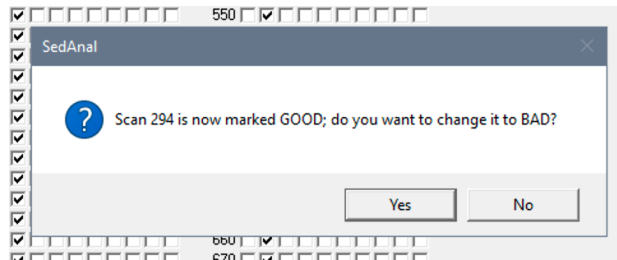 550
SedAnal
Scan 294 is now marked GOOD; do you want to change it to BAD?
Yes
No
660
670